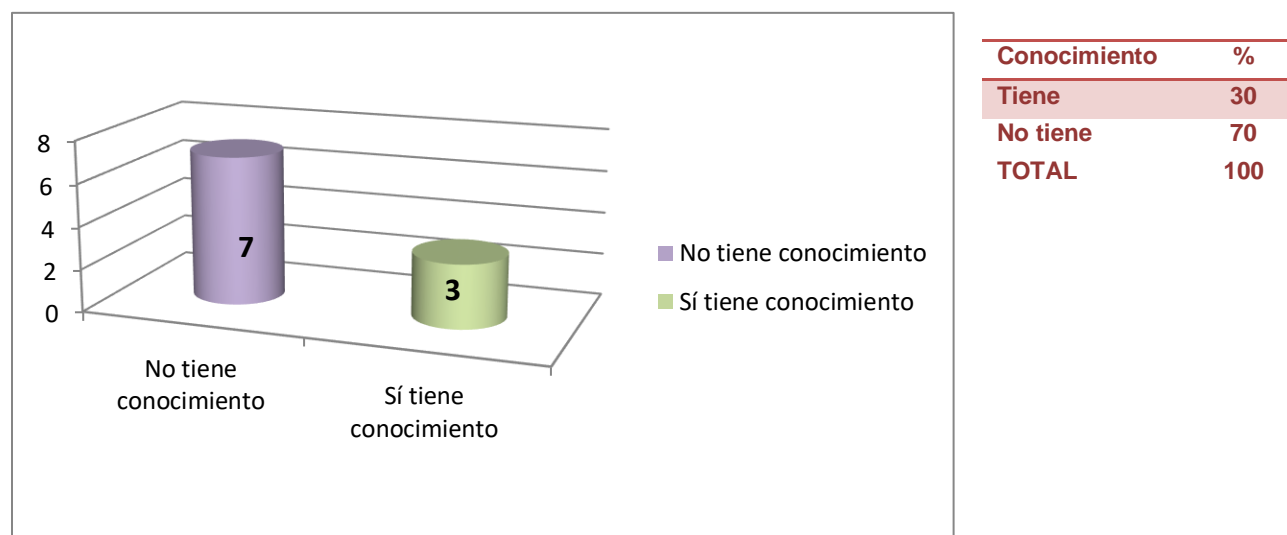 8
6
4
2
0
7
3
No tiene
conocimiento
Sí tiene
conocimiento
No tiene conocimiento
Sí tiene conocimiento
Conocimiento %
Tiene 30
No tiene 70
TOTAL 100